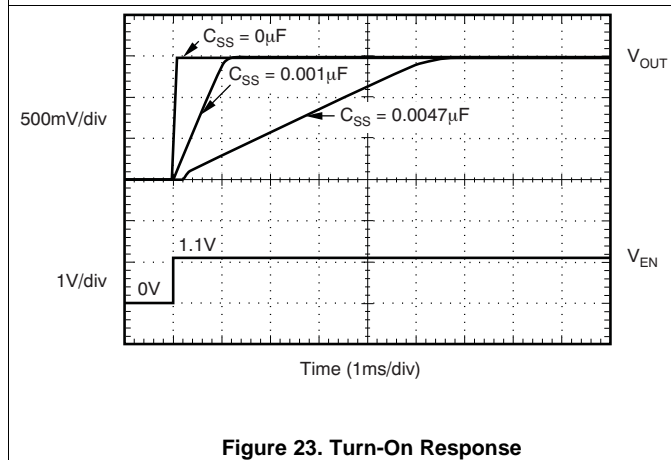 C_SS = 0μF
V_OUT
C_SS = 0.001μF
500mV/div
C_SS = 0.0047μF
1.1V
V_EN
1V/div
0V
Time (1ms/div)
Figure 23. Turn-On Response